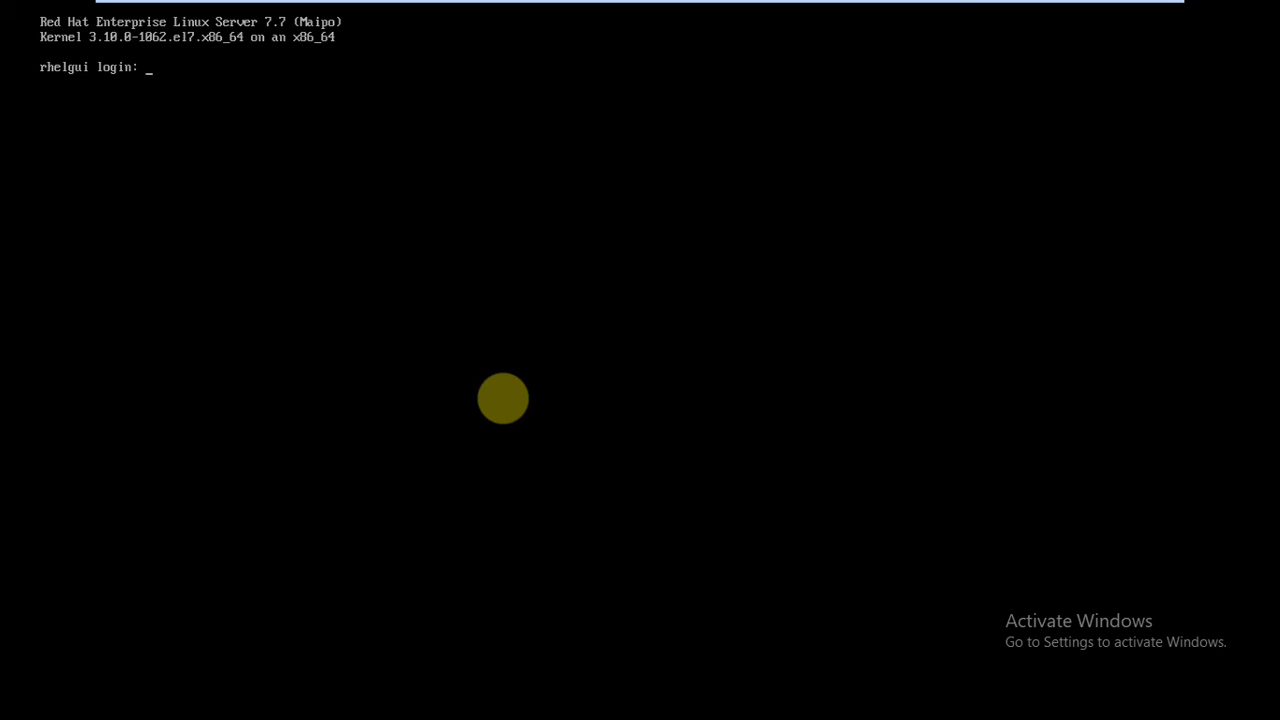 Red Hat Enterprise Linux Server 7.7 (Maipo)
Kernel 3.10.0-1062.el7.x86_64 on an x86_64
rhelgui login: _
Activate Windows
Go to Settings to activate Windows.